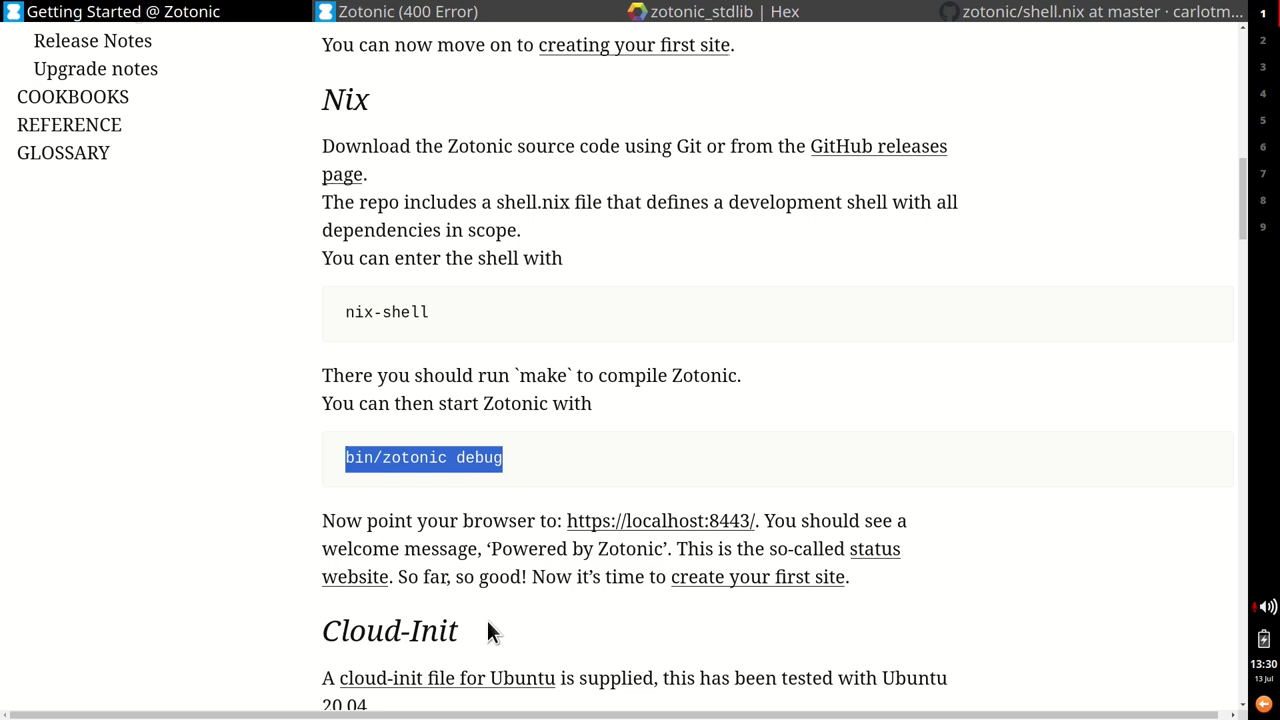 Getting Started @ Zotonic
Zotonic (400 Error)
zotonic_stdlib | Hex
zotonic/shell.nix at master · carlotm...
Release Notes
Upgrade notes
COOKBOOKS
REFERENCE
GLOSSARY
You can now move on to creating your first site.
Nix
Download the Zotonic source code using Git or from the GitHub releases
page.
The repo includes a shell.nix file that defines a development shell with all
dependencies in scope.
You can enter the shell with
nix-shell
There you should run `make` to compile Zotonic.
You can then start Zotonic with
bin/zotonic debug
Now point your browser to: https://localhost:8443/. You should see a
welcome message, ‘Powered by Zotonic’. This is the so-called status
website. So far, so good! Now it’s time to create your first site.
Cloud-Init
A cloud-init file for Ubuntu is supplied, this has been tested with Ubuntu
20.04
1
2
3
4
5
6
7
8
9
13:30
13 Jul